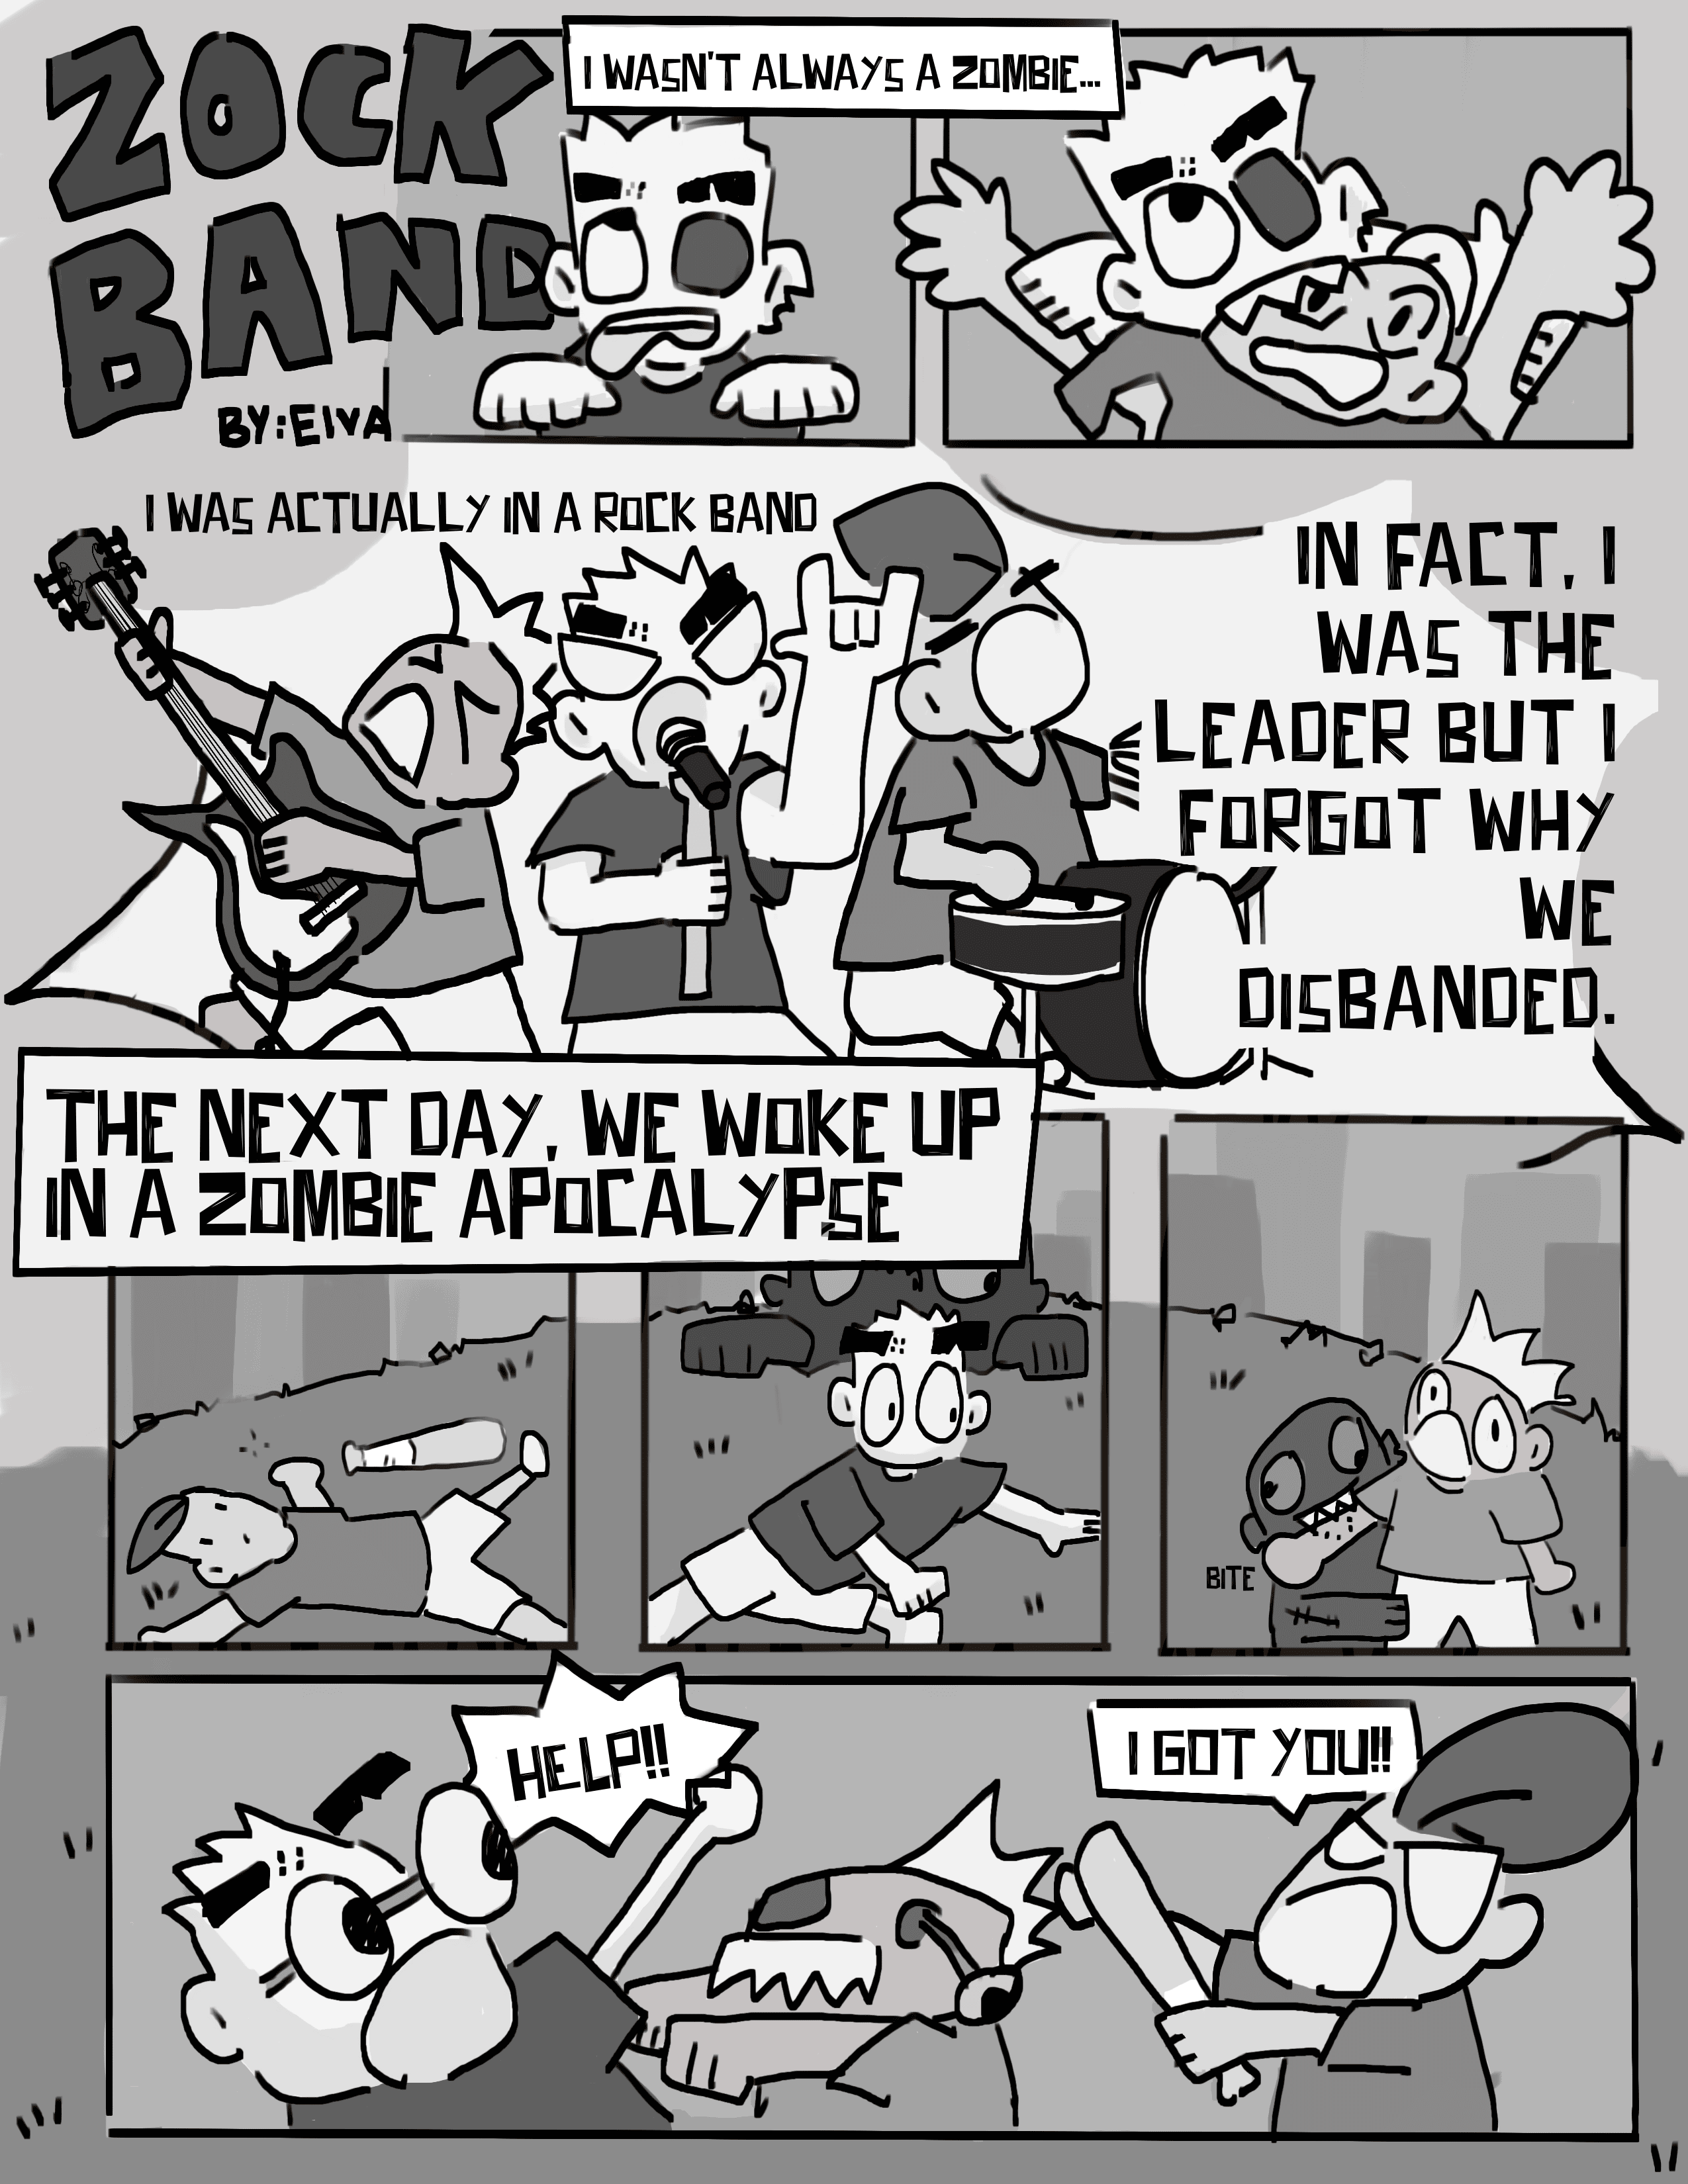 ZOCK
BAND
BY: EIVA
I WASN'T ALWAYS A ZOMBIE...
I WAS ACTUALLY IN A ROCK BAND
IN FACT, I
WAS THE
LEADER BUT I
FORGOT WHY
WE
DISBANDED.
THE NEXT DAY, WE WOKE UP
IN A ZOMBIE APOCALYPSE
BITE
HELP!!
I GOT YOU!!